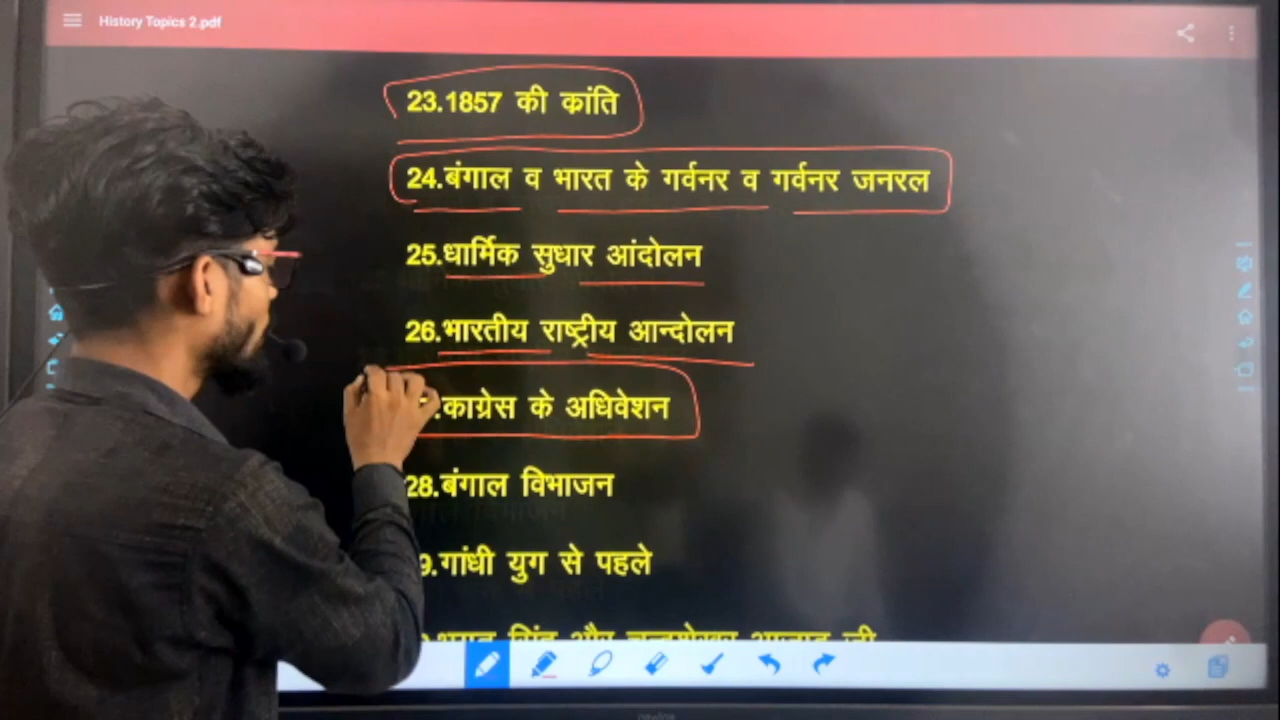 History Topics 2.pdf
23.1857 की क्रांति
24.बंगाल व भारत के गर्वनर व गर्वनर जनरल
25.धार्मिक सुधार आंदोलन
26.भारतीय राष्ट्रीय आन्दोलन
.काग्रेस के अधिवेशन
28.बंगाल विभाजन
9.गांधी युग से पहले